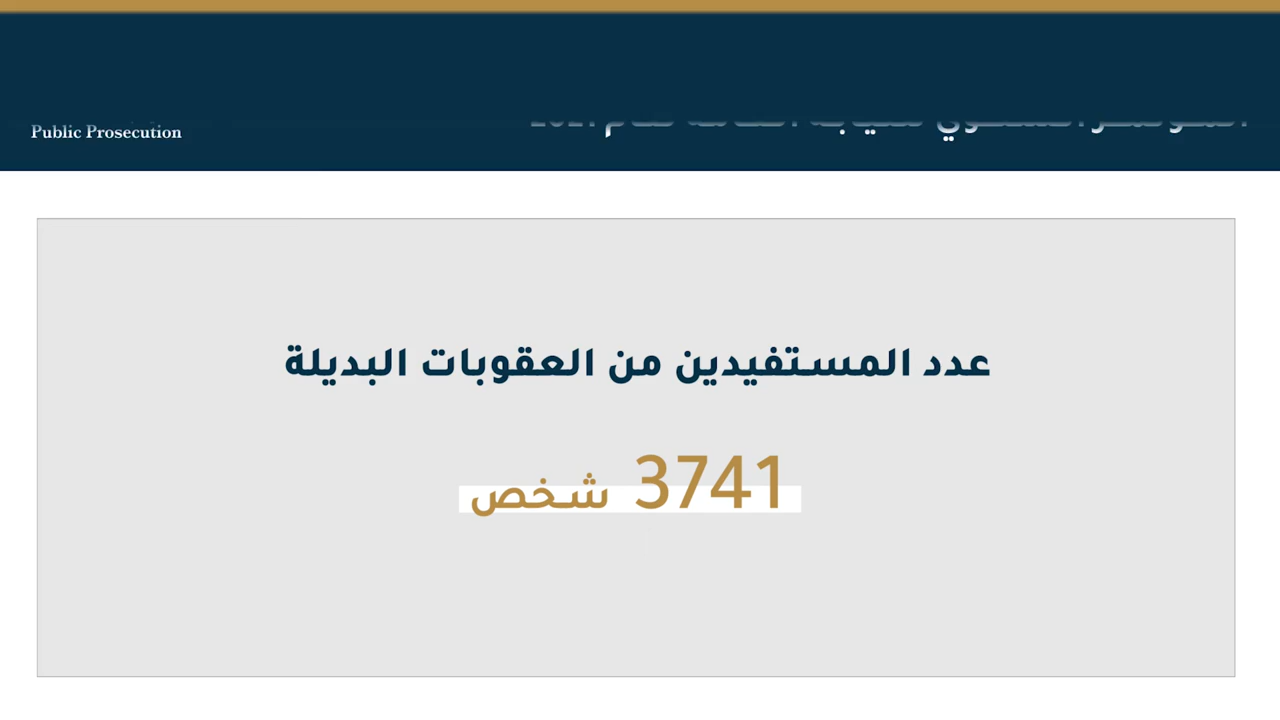 Public Prosecution
عدد المستفيدين من العقوبات البديلة
3741 شخص